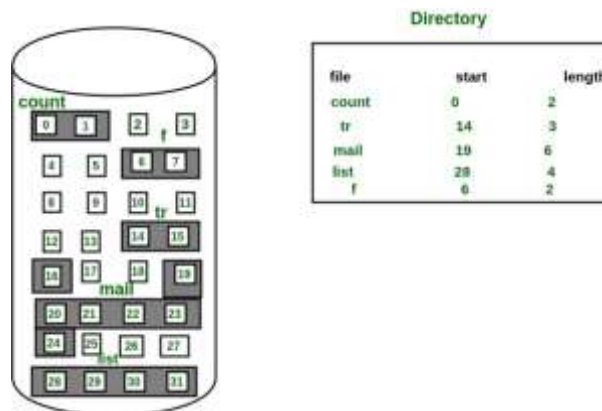 Directory
count
0 1 2 3
f
4 5 6 7
8 9 10 11
tr
12 13 14 15
16 17 18 19
mail
20 21 22 23
24 25 26 27
list
28 29 30 31
file start length
count 0 2
tr 14 3
mail 19 6
list 28 4
f 6 2